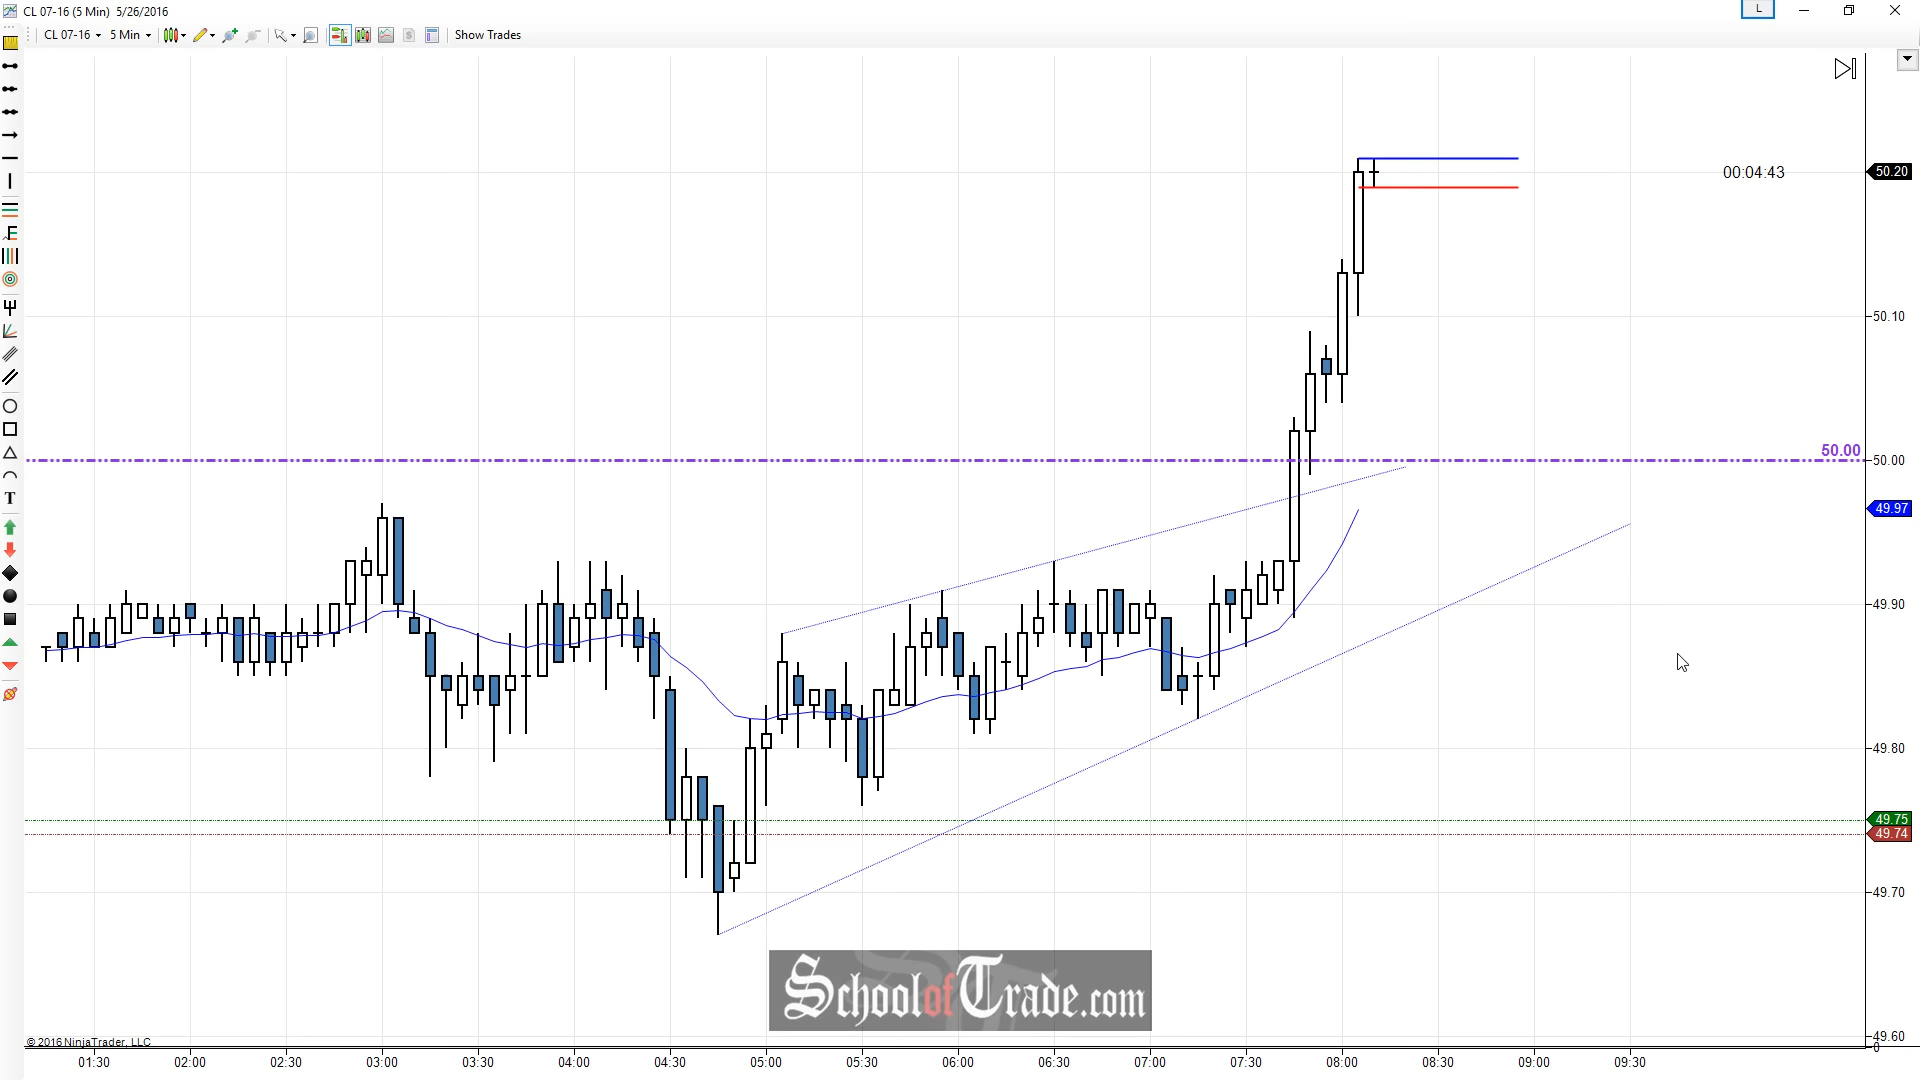 CL 07-16 (5 Min) 5/26/2016
L
CL 07-16 5 Min Show Trades
T
00:04:43
50.20
50.10
50.00
50.00
49.97
49.90
49.80
49.75
49.74
49.70
49.60
0
SchoolofTrade.com
© 2016 NinjaTrader, LLC
01:30 02:00 02:30 03:00 03:30 04:00 04:30 05:00 05:30 06:00 06:30 07:00 07:30 08:00 08:30 09:00 09:30